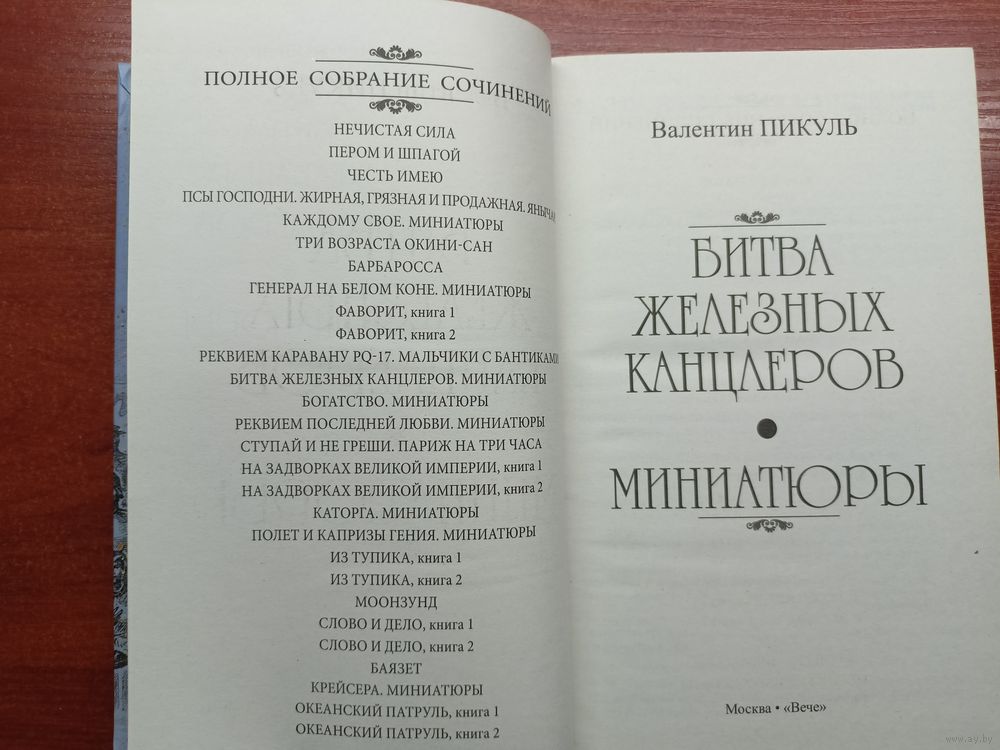 ПОЛНОЕ СОБРАНИЕ СОЧИНЕНИЙ
НЕЧИСТАЯ СИЛА
ПЕРОМ И ШПАГОЙ
ЧЕСТЬ ИМЕЮ
ПСЫ ГОСПОДНИ. ЖИРНАЯ, ГРЯЗНАЯ И ПРОДАЖНАЯ.
КАЖДОМУ СВОЕ. МИНИАТЮРЫ
ТРИ ВОЗРАСТА ОКИНИ-САН
БАРБАРОССА
ГЕНЕРАЛ НА БЕЛОМ КОНЕ. МИНИАТЮРЫ
ФАВОРИТ, книга 1
ФАВОРИТ, книга 2
РЕКВИЕМ КАРАВАНУ PQ-17. МАЛЬЧИКИ С БАНТИКАМИ
БИТВА ЖЕЛЕЗНЫХ КАНЦЛЕРОВ. МИНИАТЮРЫ
БОГАТСТВО. МИНИАТЮРЫ
РЕКВИЕМ ПОСЛЕДНЕЙ ЛЮБВИ. МИНИАТЮРЫ
СТУПАЙ И НЕ ГРЕШИ. ПАРИЖ НА ТРИ ЧАСА
НА ЗАДВОРКАХ ВЕЛИКОЙ ИМПЕРИИ, книга 1
НА ЗАДВОРКАХ ВЕЛИКОЙ ИМПЕРИИ, книга 2
КАТОРГА. МИНИАТЮРЫ
ПОЛЕТ И КАПРИЗЫ ГЕНИЯ. МИНИАТЮРЫ
ИЗ ТУПИКА, книга 1
ИЗ ТУПИКА, книга 2
МООНЗУНД
СЛОВО И ДЕЛО, книга 1
СЛОВО И ДЕЛО, книга 2
БАЯЗЕТ
КРЕЙСЕРА. МИНИАТЮРЫ
ОКЕАНСКИЙ ПАТРУЛЬ, книга 1
ОКЕАНСКИЙ ПАТРУЛЬ, книга 2
Валентин ПИКУЛЬ
БИТВА
ЖЕЛЕЗНЫХ
КАНЦЛЕРОВ
•
МИНИАТЮРЫ
Москва • «Вече»
www.ay.by